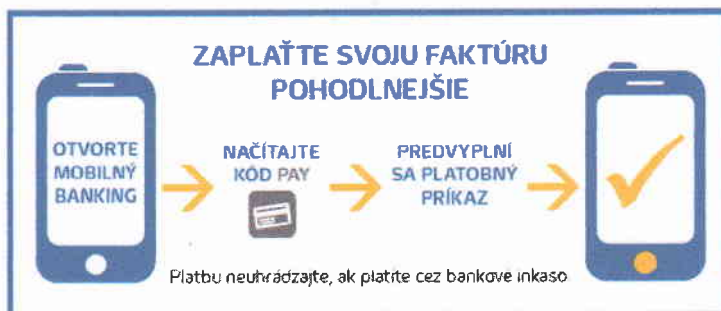 ZAPLAŤTE SVOJU FAKTÚRU
POHODLNEJŠIE
OTVORTE
MOBILNÝ
BANKING
NAČÍTAJTE
KÓD PAY
PREDVYPLNÍ
SA PLATOBNÝ
PRÍKAZ
Platbu neuhrádzajte, ak platíte cez bankové inkaso